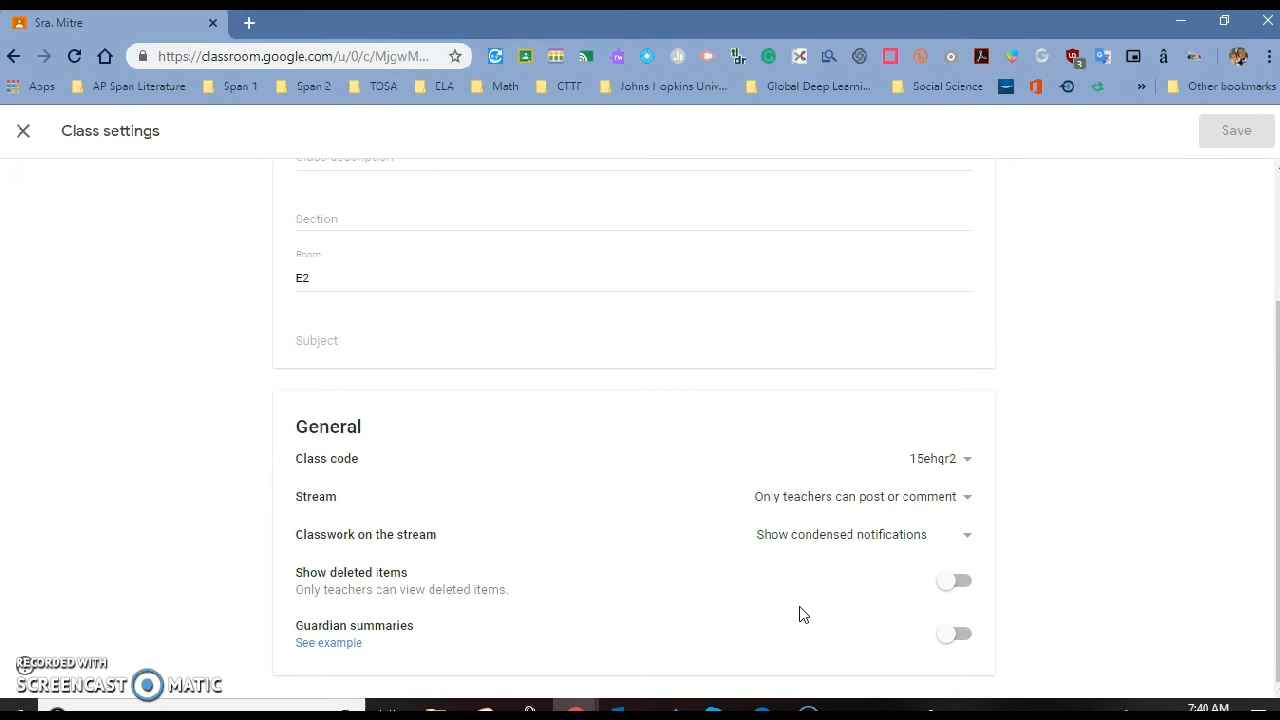 Sra. Mitre
https://classroom.google.com/u/0/c/MjgwM...
Apps AP Span Literature Span 1 Span 2 TOSA ELA Math CTTF Johns Hopkins Univ... Global Deep Learni... Social Science » Other bookmarks
Class settings Save
Class description
Section
Room
E2
Subject
General
Class code 15ehqr2
Stream Only teachers can post or comment
Classwork on the stream Show condensed notifications
Show deleted items
Only teachers can view deleted items.
Guardian summaries
See example
RECORDED WITH
SCREENCAST MATIC
7:40 AM